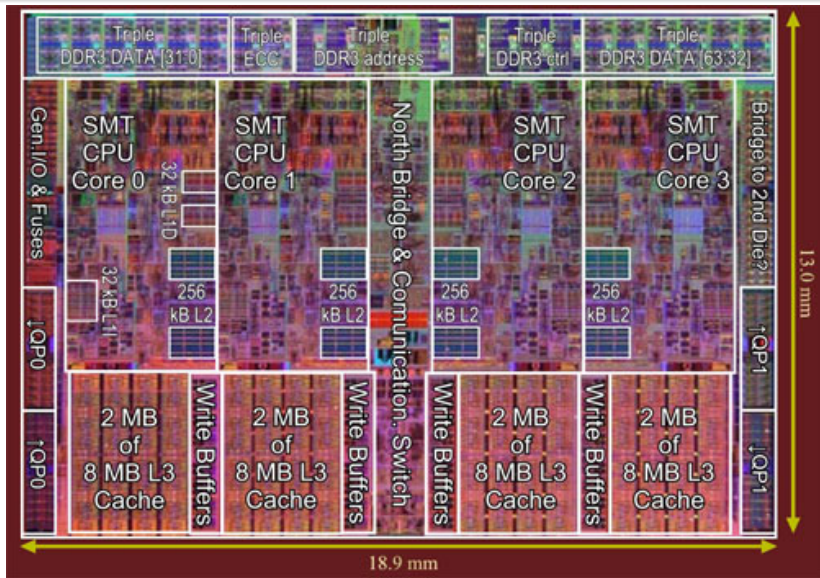 Triple
DDR3 DATA [31:0]
Triple
ECC
Triple
DDR3 address
Triple
DDR3 ctrl
Triple
DDR3 DATA [63:32]
Gen.I/O & Fuses
SMT
CPU
Core 0
32 kB L1D
32 kB L1I
256
kB L2
SMT
CPU
Core 1
256
kB L2
North Bridge & Comunication. Switch
SMT
CPU
Core 2
256
kB L2
SMT
CPU
Core 3
256
kB L2
Bridge to 2nd Die?
13.0 mm
↓QP0
↑QP0
↑QP1
↓QP1
2 MB
of
8 MB L3
Cache
Write Buffers
2 MB
of
8 MB L3
Cache
Write Buffers
Write Buffers
2 MB
of
8 MB L3
Cache
Write Buffers
2 MB
of
8 MB L3
Cache
18.9 mm